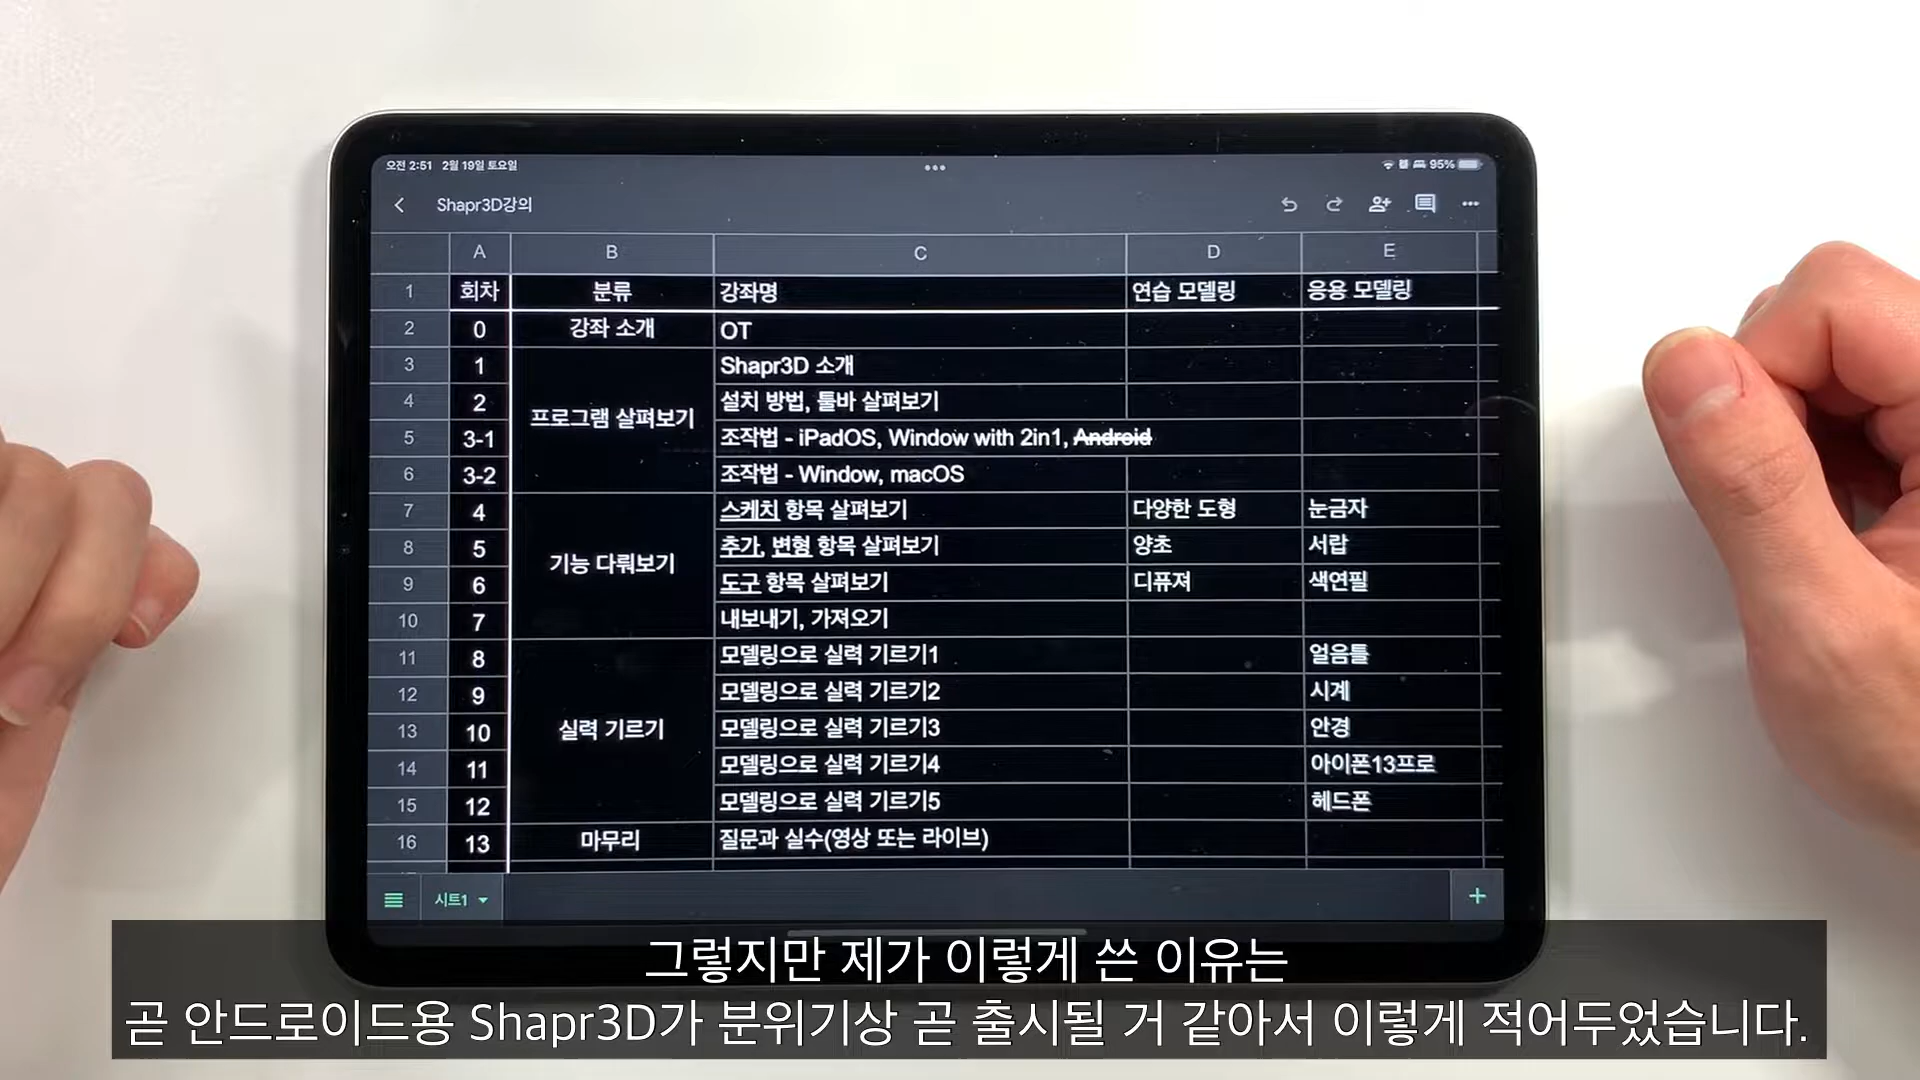 오전 2:51 2월 19일 토요일
95%
Shapr3D강의
A B C D E
1 회차 분류 강좌명 연습 모델링 응용 모델링
2 0 강좌 소개 OT
3 1 Shapr3D 소개
4 2 설치 방법, 툴바 살펴보기
프로그램 살펴보기
5 3-1 조작법 - iPadOS, Window with 2in1, Android
6 3-2 조작법 - Window, macOS
7 4 스케치 항목 살펴보기 다양한 도형 눈금자
8 5 추가, 변형 항목 살펴보기 양초 서랍
기능 다뤄보기
9 6 도구 항목 살펴보기 디퓨져 색연필
10 7 내보내기, 가져오기
11 8 모델링으로 실력 기르기1 얼음틀
12 9 모델링으로 실력 기르기2 시계
13 10 실력 기르기 모델링으로 실력 기르기3 안경
14 11 모델링으로 실력 기르기4 아이폰13프로
15 12 모델링으로 실력 기르기5 헤드폰
16 13 마무리 질문과 실수(영상 또는 라이브)
시트1
그렇지만 제가 이렇게 쓴 이유는
곧 안드로이드용 Shapr3D가 분위기상 곧 출시될 거 같아서 이렇게 적어두었습니다.